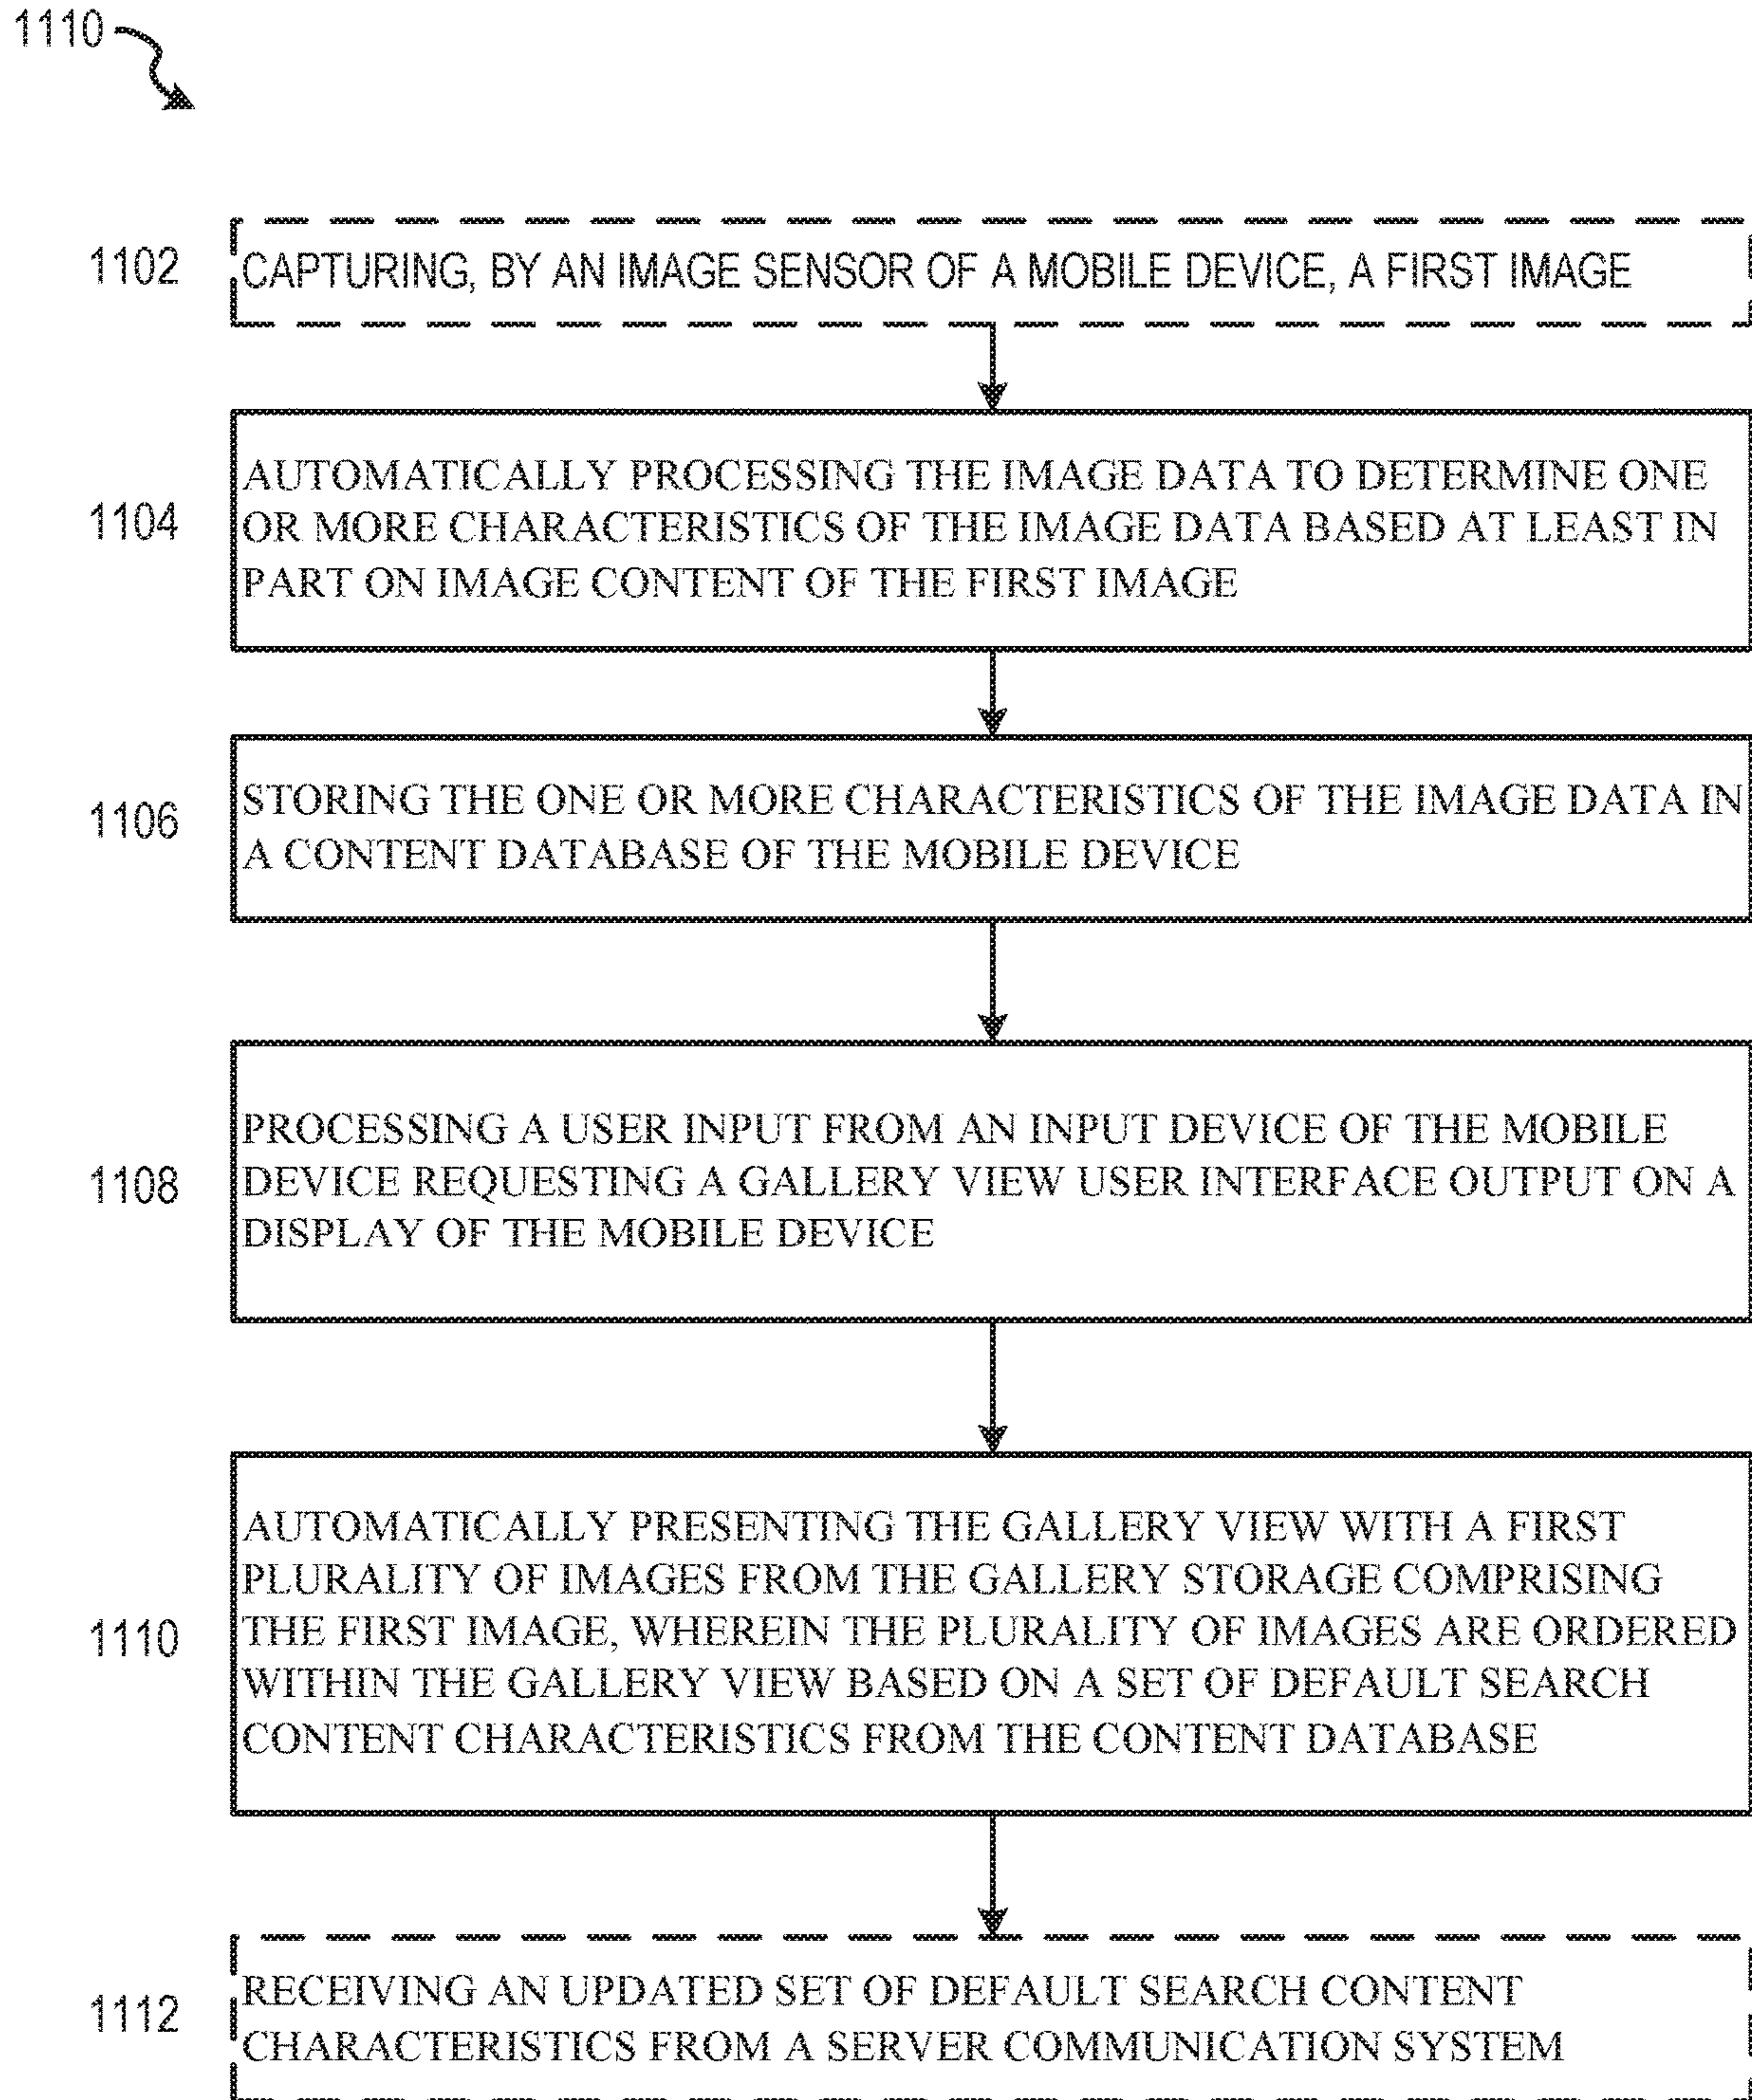 1110
1102
CAPTURING, BY AN IMAGE SENSOR OF A MOBILE DEVICE, A FIRST IMAGE
1104
AUTOMATICALLY PROCESSING THE IMAGE DATA TO DETERMINE ONE
OR MORE CHARACTERISTICS OF THE IMAGE DATA BASED AT LEAST IN
PART ON IMAGE CONTENT OF THE FIRST IMAGE
1106
STORING THE ONE OR MORE CHARACTERISTICS OF THE IMAGE DATA IN
A CONTENT DATABASE OF THE MOBILE DEVICE
1108
PROCESSING A USER INPUT FROM AN INPUT DEVICE OF THE MOBILE
DEVICE REQUESTING A GALLERY VIEW USER INTERFACE OUTPUT ON A
DISPLAY OF THE MOBILE DEVICE
1110
AUTOMATICALLY PRESENTING THE GALLERY VIEW WITH A FIRST
PLURALITY OF IMAGES FROM THE GALLERY STORAGE COMPRISING
THE FIRST IMAGE, WHEREIN THE PLURALITY OF IMAGES ARE ORDERED
WITHIN THE GALLERY VIEW BASED ON A SET OF DEFAULT SEARCH
CONTENT CHARACTERISTICS FROM THE CONTENT DATABASE
1112
RECEIVING AN UPDATED SET OF DEFAULT SEARCH CONTENT
CHARACTERISTICS FROM A SERVER COMMUNICATION SYSTEM